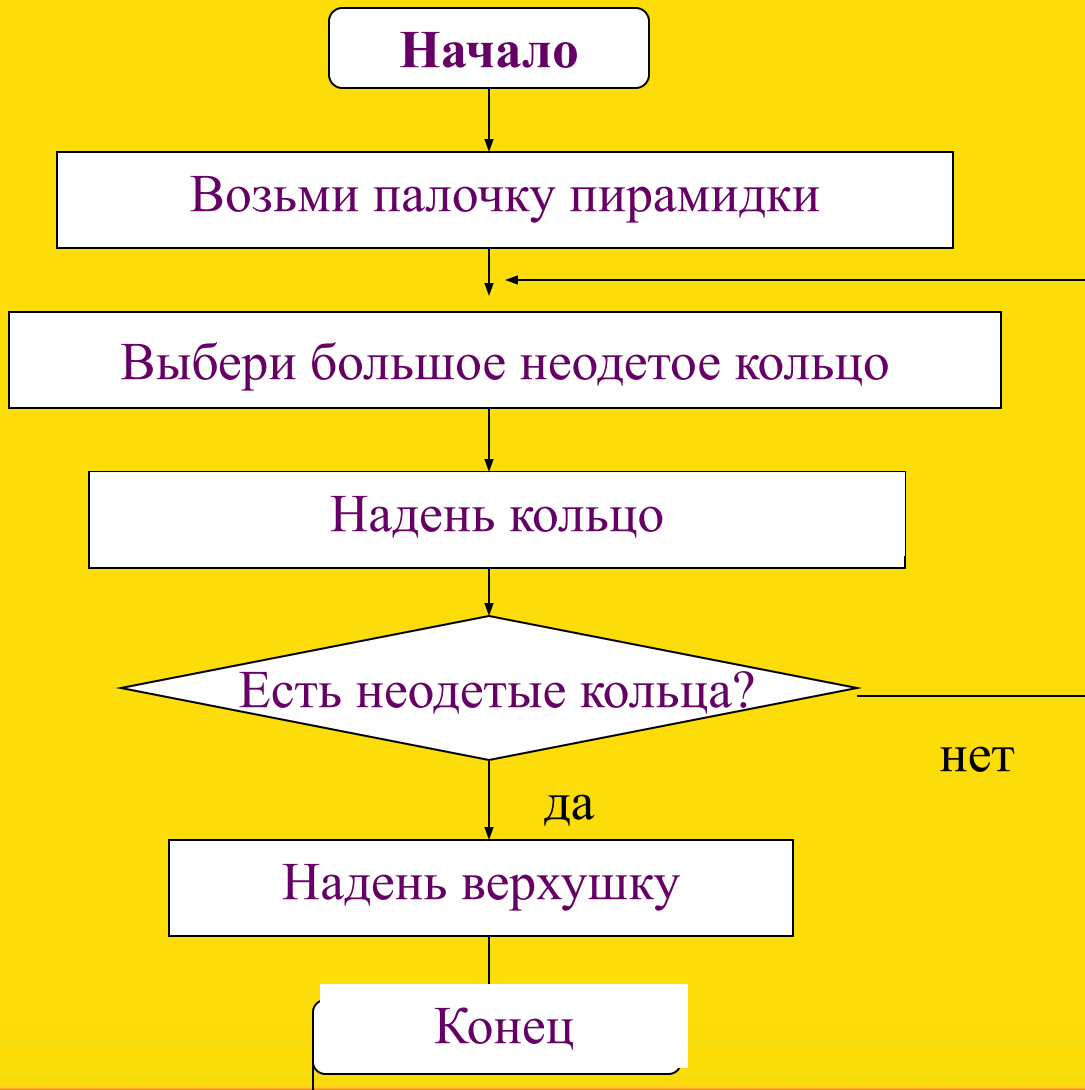 Начало
Возьми палочку пирамидки
Выбери большое неодетое кольцо
Надень кольцо
Есть неодетые кольца?
нет
да
Надень верхушку
Конец